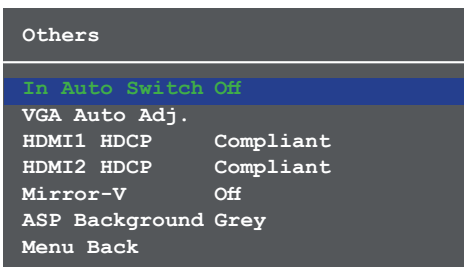 Others
In Auto Switch Off
VGA Auto Adj.
HDMI1 HDCP Compliant
HDMI2 HDCP Compliant
Mirror-V Off
ASP Background Grey
Menu Back